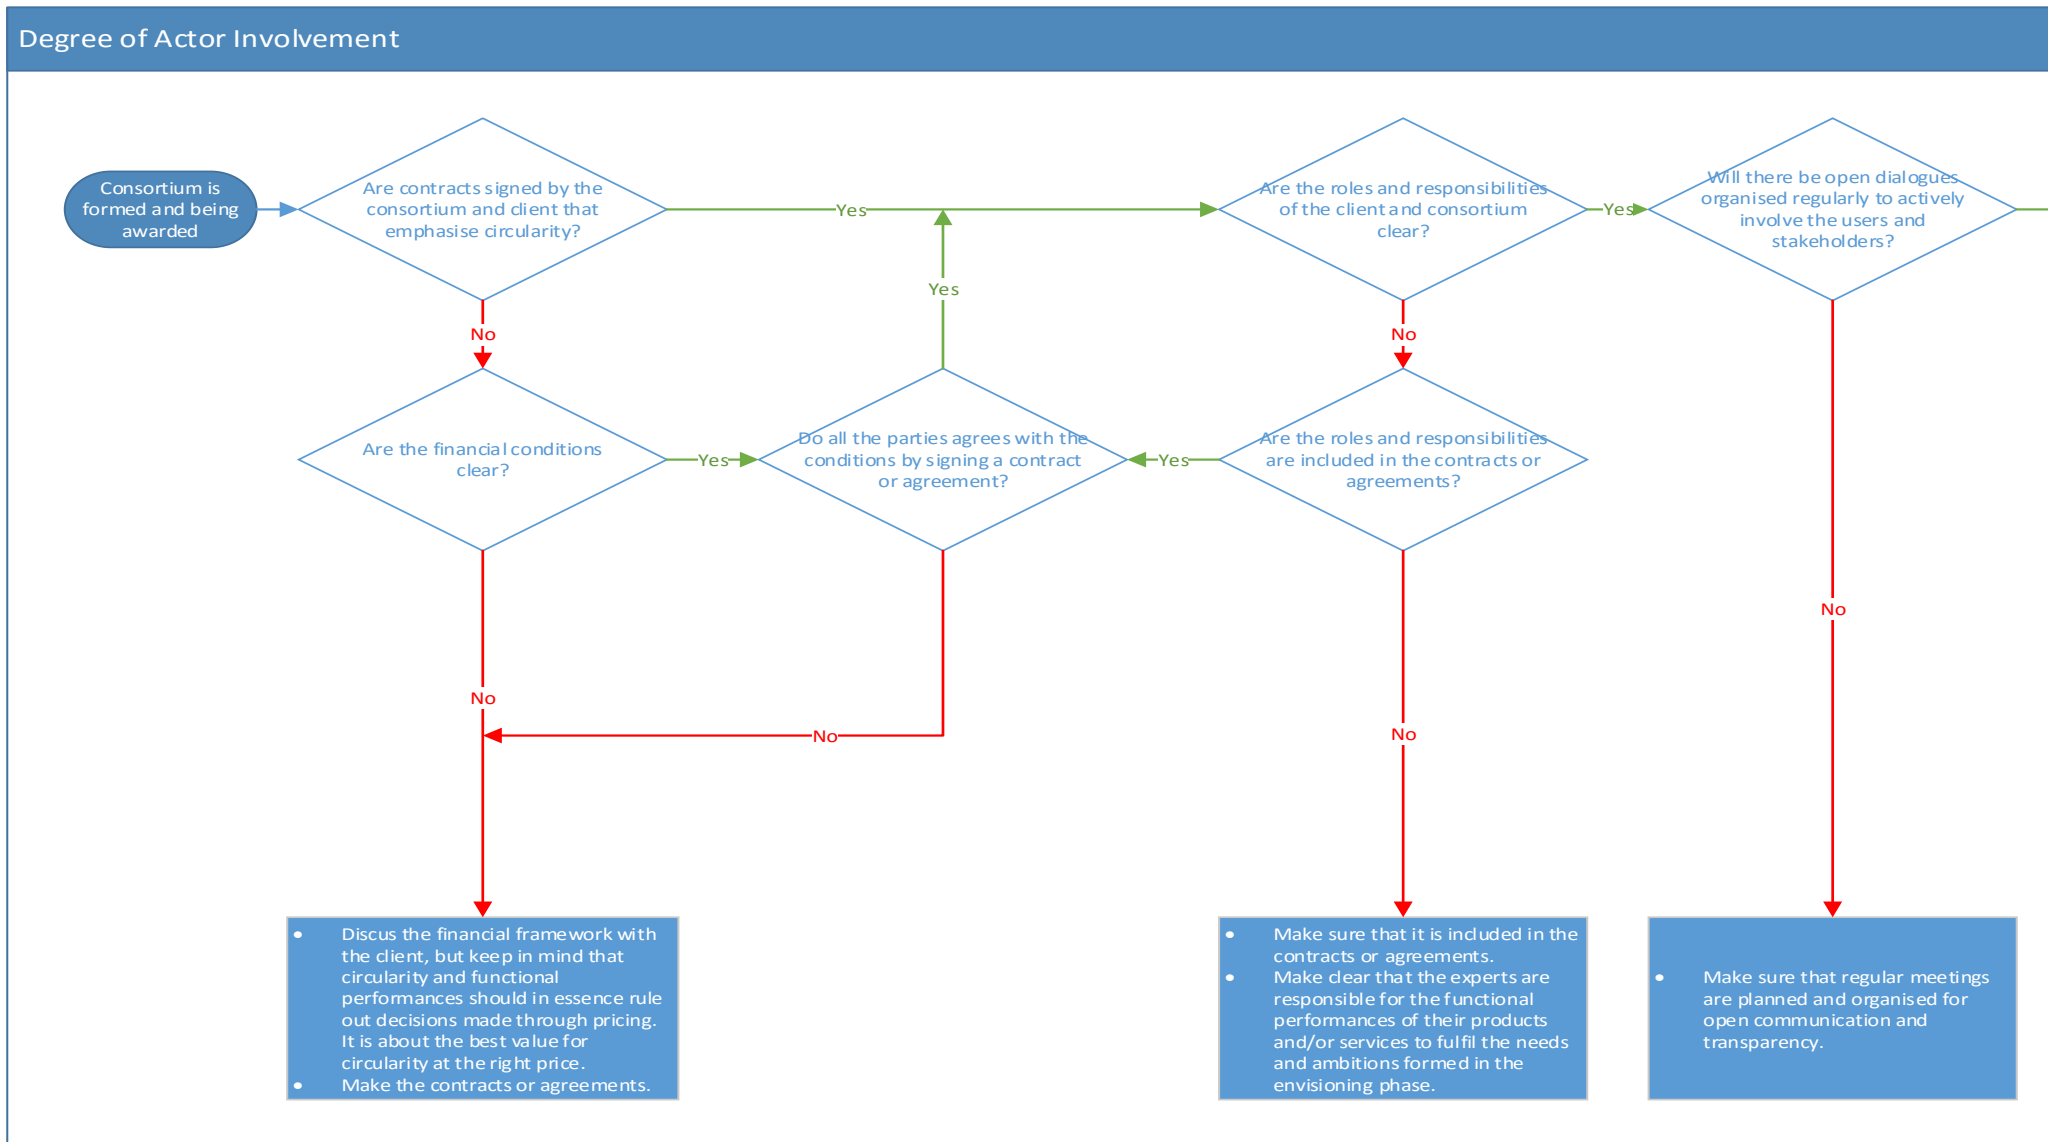 Degree of Actor Involvement
Consortium is
formed and being
awarded
Are contracts signed by the
consortium and client that
emphasise circularity?
Yes
Are the roles and responsibilities
of the client and consortium
clear?
Yes
Will there be open dialogues
organised regularly to actively
involve the users and
stakeholders?
Yes
No
No
Are the financial conditions
clear?
Yes
Do all the parties agrees with the
conditions by signing a contract
or agreement?
Yes
Are the roles and responsibilities
are included in the contracts or
agreements?
No
No
No
No
• Discus the financial framework with
the client, but keep in mind that
circularity and functional
performances should in essence rule
out decisions made through pricing.
It is about the best value for
circularity at the right price.
• Make the contracts or agreements.
• Make sure that it is included in the
contracts or agreements.
• Make clear that the experts are
responsible for the functional
performances of their products
and/or services to fulfil the needs
and ambitions formed in the
envisioning phase.
• Make sure that regular meetings
are planned and organised for
open communication and
transparency.